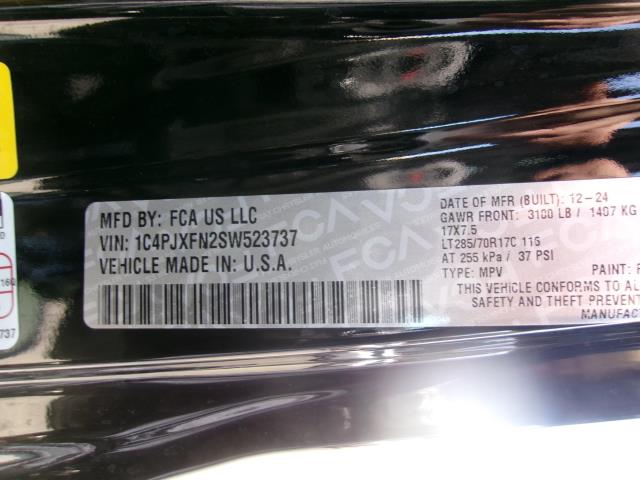 MFD BY: FCA US LLC
VIN: 1C4PJXFN2SW523737
VEHICLE MADE IN: U.S.A.
DATE OF MFR (BUILT): 12-24
GAWR FRONT: 3100 LB / 1407 KG
17X7.5
LT285/70R17C 116
AT 255 kPa / 37 PSI
TYPE: MPV PAINT:
THIS VEHICLE CONFORMS TO
SAFETY AND THEFT
737